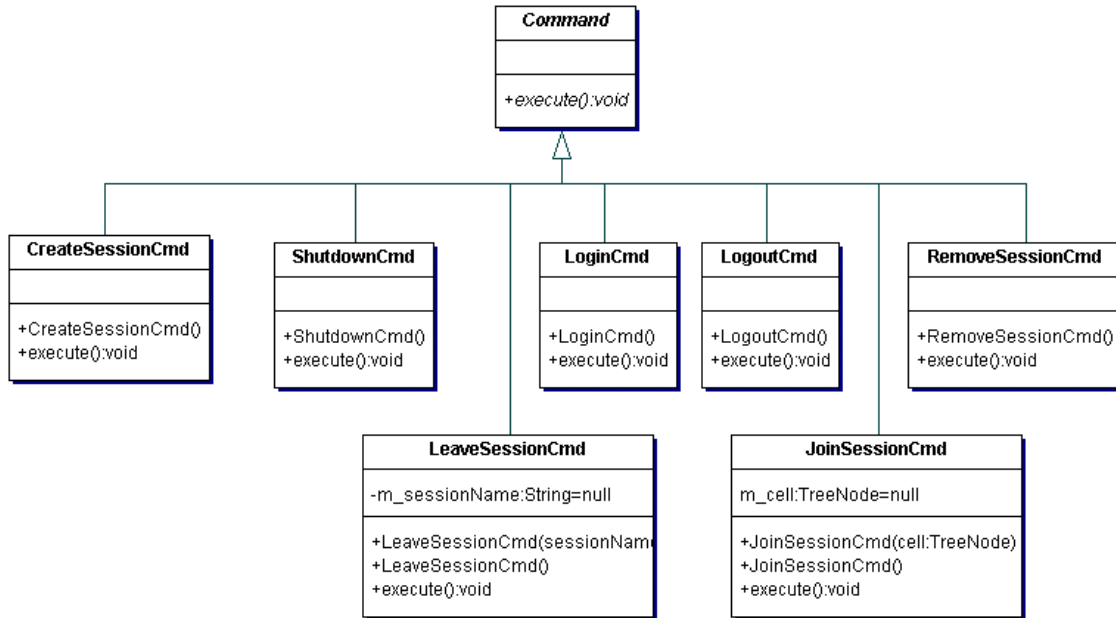 Command
+execute():void
CreateSessionCmd
+CreateSessionCmd()
+execute():void
ShutdownCmd
+ShutdownCmd()
+execute():void
LoginCmd
+LoginCmd()
+execute():void
LogoutCmd
+LogoutCmd()
+execute():void
RemoveSessionCmd
+RemoveSessionCmd()
+execute():void
LeaveSessionCmd
-m_sessionName:String=null
+LeaveSessionCmd(sessionName
+LeaveSessionCmd()
+execute():void
JoinSessionCmd
m_cell:TreeNode=null
+JoinSessionCmd(cell:TreeNode)
+JoinSessionCmd()
+execute():void